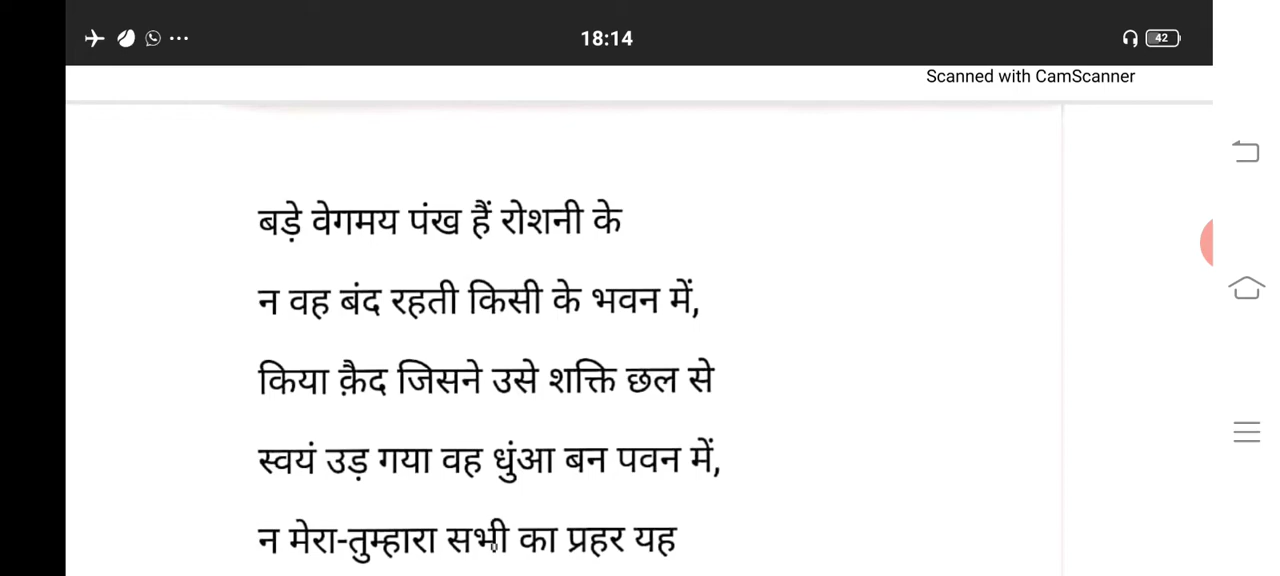 18:14
42
Scanned with CamScanner
बड़े वेगमय पंख हैं रोशनी के
न वह बंद रहती किसी के भवन में,
किया क़ैद जिसने उसे शक्ति छल से
स्वयं उड़ गया वह धुंआ बन पवन में,
न मेरा-तुम्हारा सभी का प्रहर यह